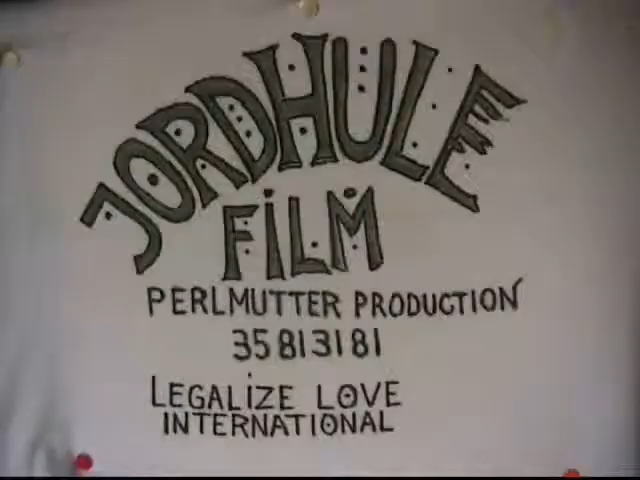 JORDHULE
FiLM
PERLMUTTER PRODUCTION
35813181
LEGALiZE LOVE
INTERNATIONAL